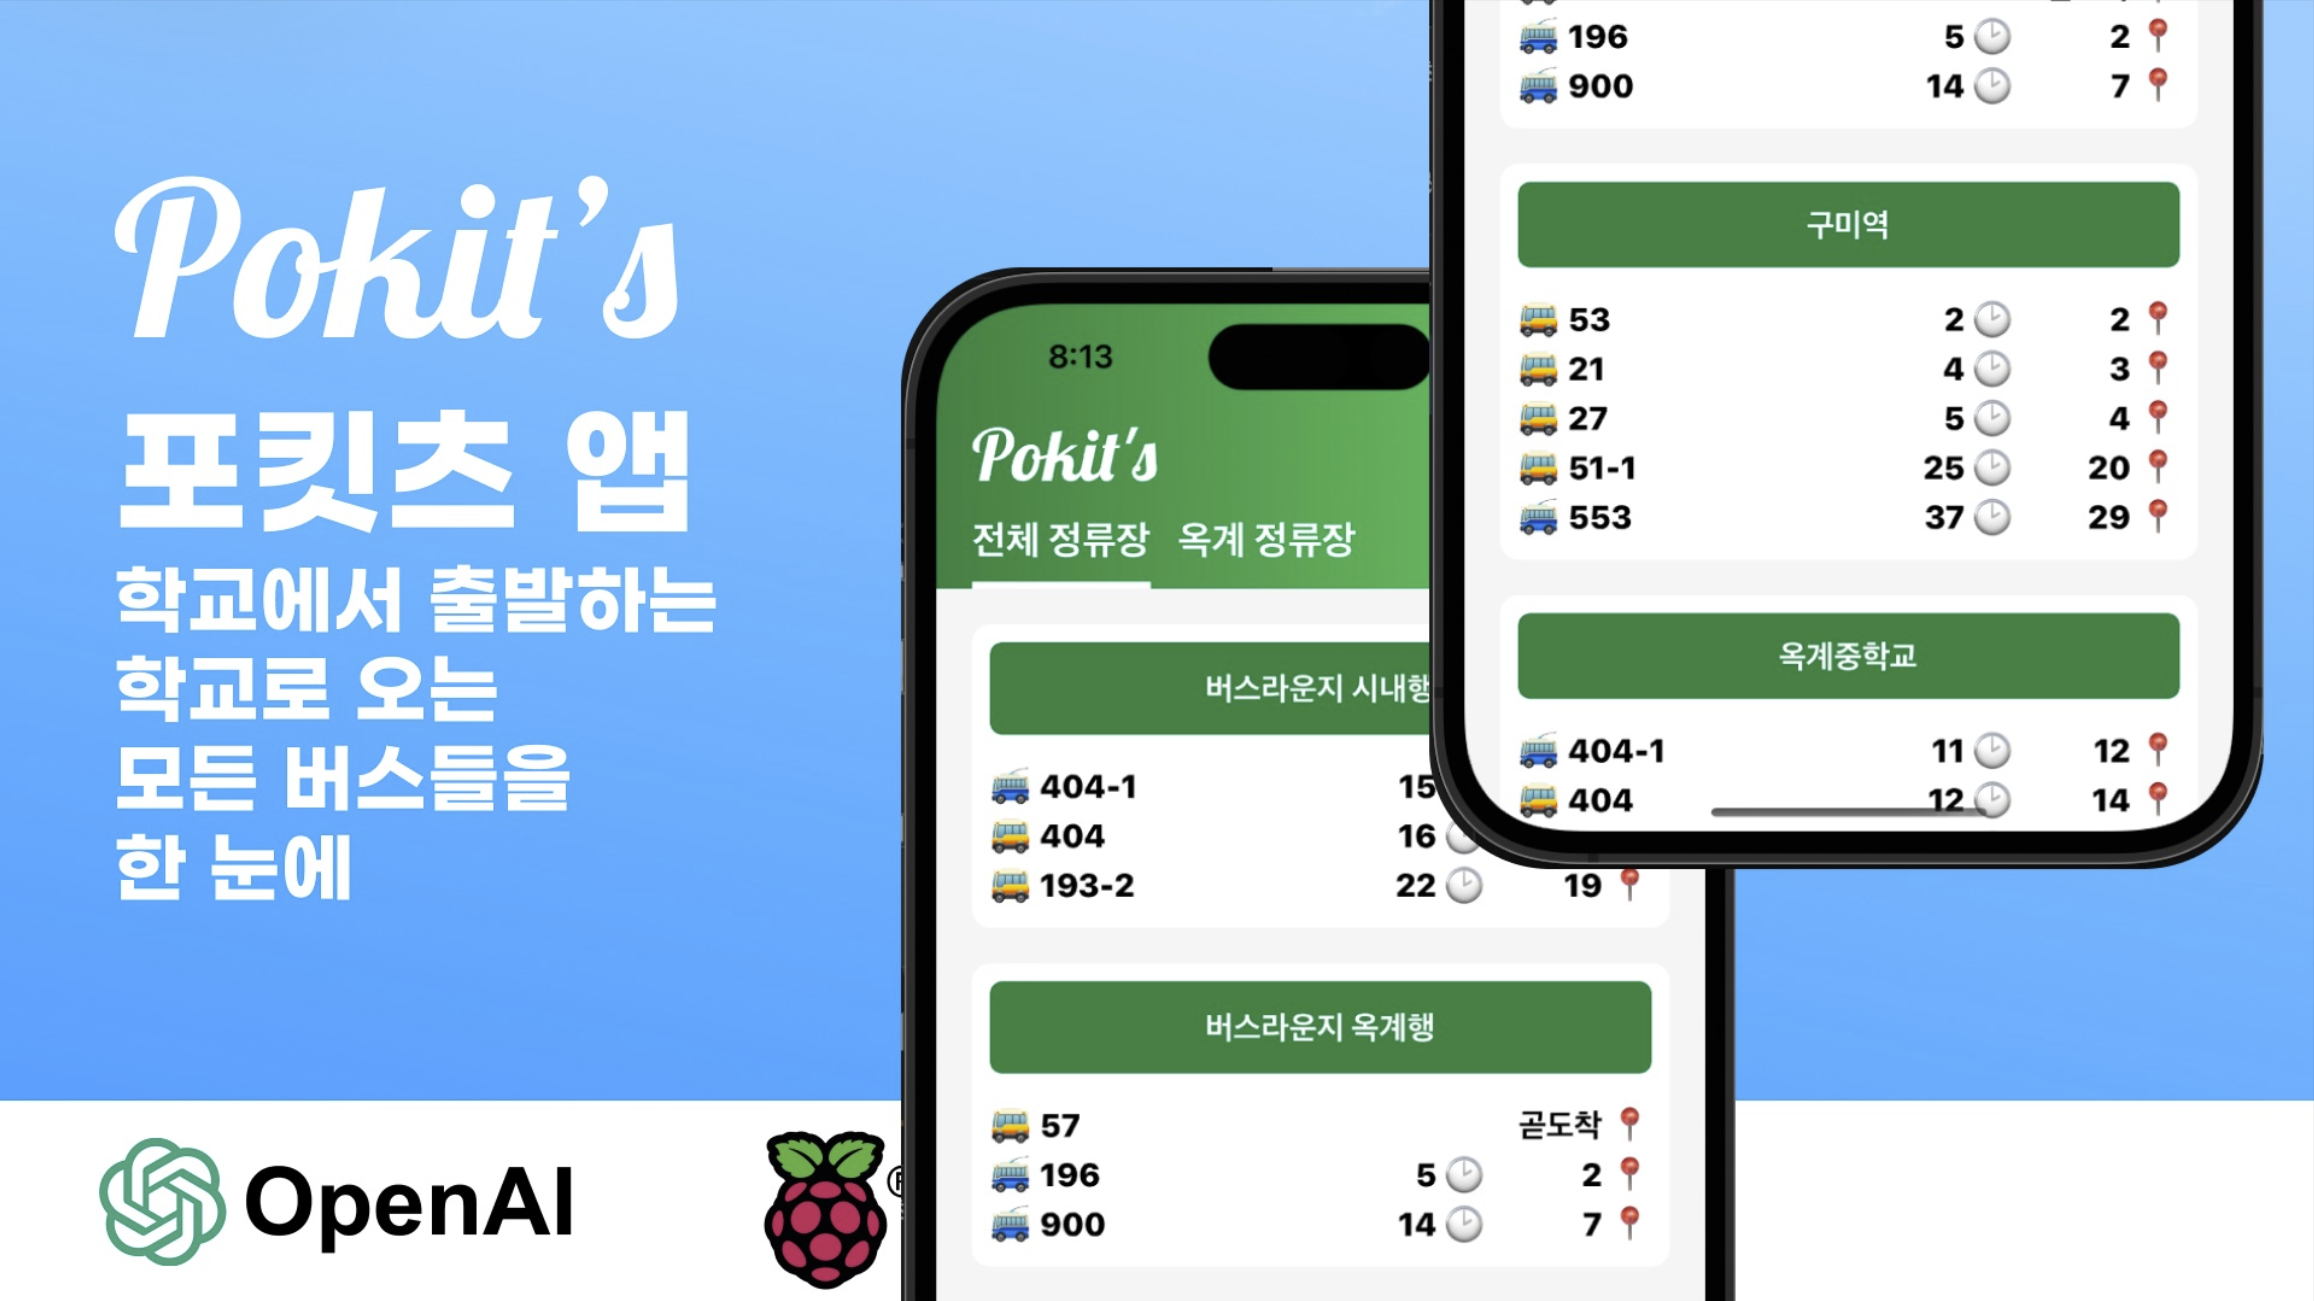 Pokit's
포킷츠 앱
학교에서 출발하는
학교로 오는
모든 버스들을
한 눈에
OpenAI
8:13
Pokit's
전체 정류장 옥계 정류장
버스라운지 시내행
404-1 15
404 16
193-2 22 19
버스라운지 옥계행
57 곧도착
196 5 2
900 14 7
196 5 2
900 14 7
구미역
53 2 2
21 4 3
27 5 4
51-1 25 20
553 37 29
옥계중학교
404-1 11 12
404 12 14